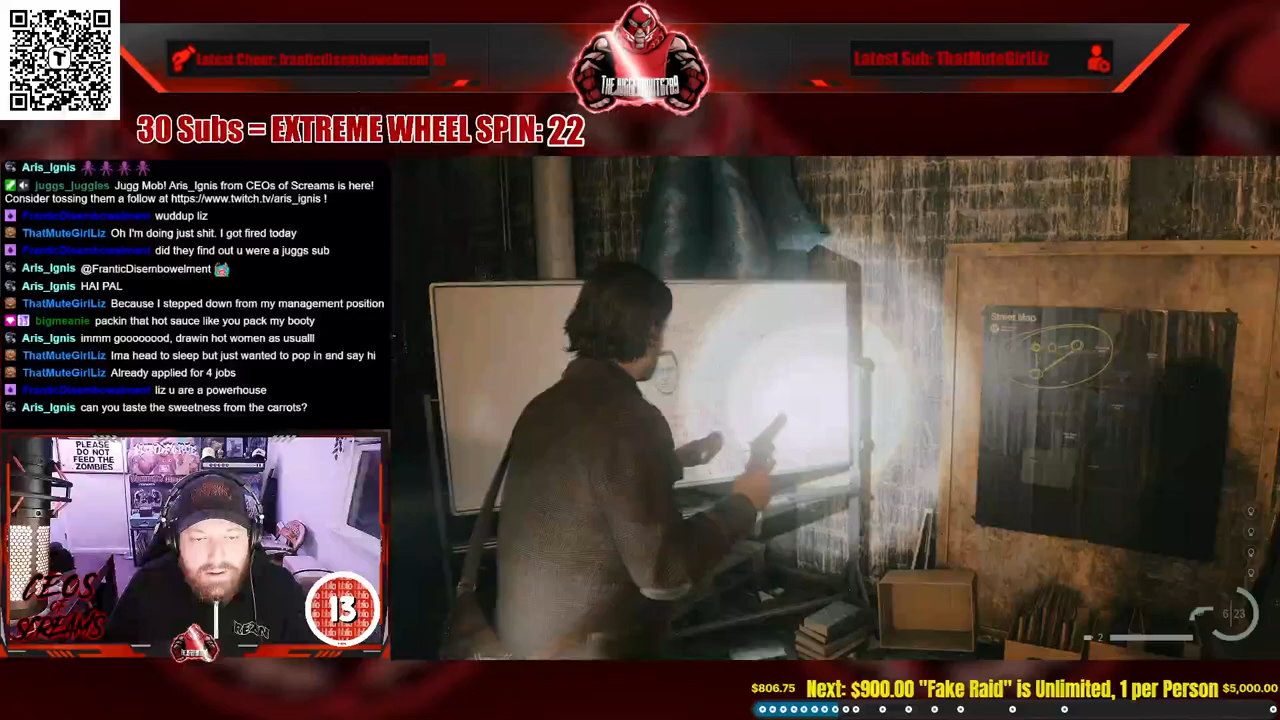 Latest Cheer: franticDisembowelment 10
THEJUGGERNAUT6789
Latest Sub: ThatMuteGirlLiz
30 Subs = EXTREME WHEEL SPIN: 22
Aris_Ignis
juggs_juggles Jugg Mob! Aris_Ignis from CEOs of Screams is here!
Consider tossing them a follow at https://www.twitch.tv/aris_ignis !
FranticDisembowelment wuddup liz
ThatMuteGirlLiz Oh I'm doing just shit. I got fired today
FranticDisembowelment did they find out u were a juggs sub
Aris_Ignis @FranticDisembowelment
Aris_Ignis HAI PAL
ThatMuteGirlLiz Because I stepped down from my management position
bigmeanie packin that hot sauce like you pack my booty
Aris_Ignis immm goooooood, drawin hot women as usualll
ThatMuteGirlLiz Ima head to sleep but just wanted to pop in and say hi
ThatMuteGirlLiz Already applied for 4 jobs
FranticDisembowelment liz u are a powerhouse
Aris_Ignis can you taste the sweetness from the carrots?
Street Map
PLEASE
DO NOT
FEED THE
ZOMBIES
CEOS
OF
SCREAMS
13
6 23
2
$806.75 Next: $900.00 "Fake Raid" is Unlimited, 1 per Person $5,000.00